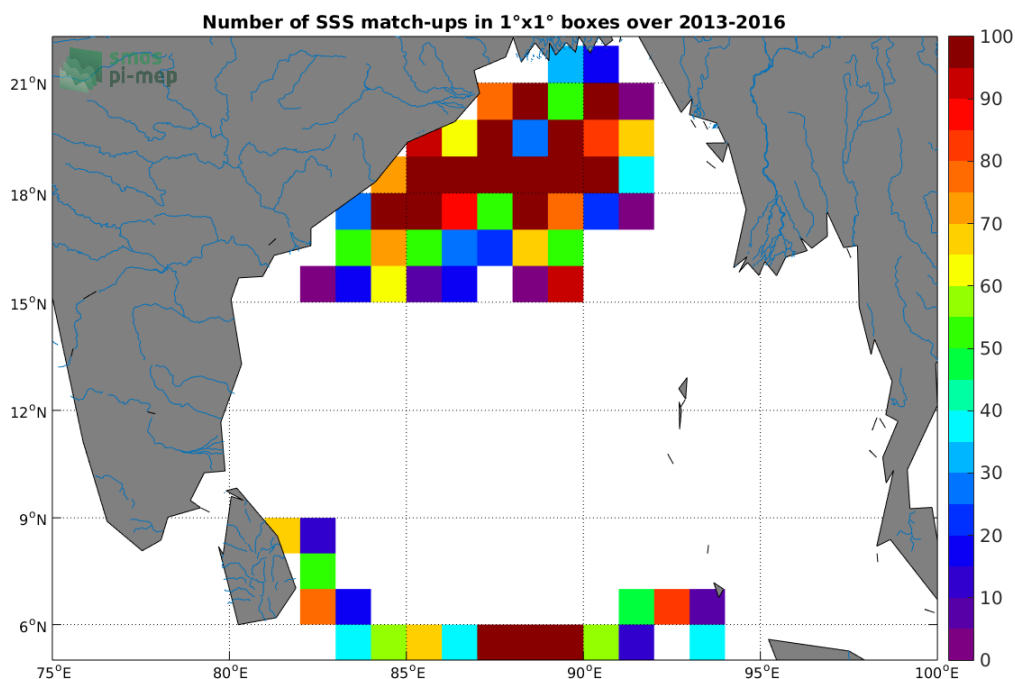 Number of SSS match-ups in 1°x1° boxes over 2013-2016
smos
pi-mep
21°N
18°N
15°N
12°N
9°N
6°N
75°E 80°E 85°E 90°E 95°E 100°E
100
90
80
70
60
50
40
30
20
10
0